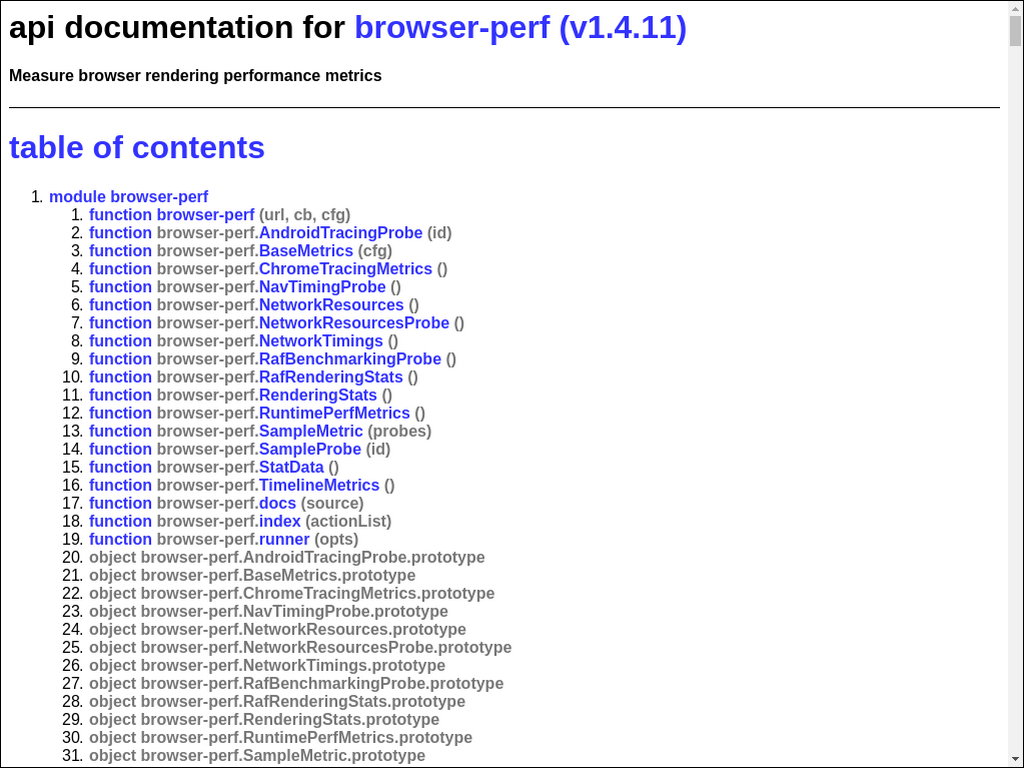 api documentation for browser-perf (v1.4.11)
Measure browser rendering performance metrics
table of contents
1. module browser-perf
1. function browser-perf (url, cb, cfg)
2. function browser-perf.AndroidTracingProbe (id)
3. function browser-perf.BaseMetrics (cfg)
4. function browser-perf.ChromeTracingMetrics ()
5. function browser-perf.NavTimingProbe ()
6. function browser-perf.NetworkResources ()
7. function browser-perf.NetworkResourcesProbe ()
8. function browser-perf.NetworkTimings ()
9. function browser-perf.RafBenchmarkingProbe ()
10. function browser-perf.RafRenderingStats ()
11. function browser-perf.RenderingStats ()
12. function browser-perf.RuntimePerfMetrics ()
13. function browser-perf.SampleMetric (probes)
14. function browser-perf.SampleProbe (id)
15. function browser-perf.StatData ()
16. function browser-perf.TimelineMetrics ()
17. function browser-perf.docs (source)
18. function browser-perf.index (actionList)
19. function browser-perf.runner (opts)
20. object browser-perf.AndroidTracingProbe.prototype
21. object browser-perf.BaseMetrics.prototype
22. object browser-perf.ChromeTracingMetrics.prototype
23. object browser-perf.NavTimingProbe.prototype
24. object browser-perf.NetworkResources.prototype
25. object browser-perf.NetworkResourcesProbe.prototype
26. object browser-perf.NetworkTimings.prototype
27. object browser-perf.RafBenchmarkingProbe.prototype
28. object browser-perf.RafRenderingStats.prototype
29. object browser-perf.RenderingStats.prototype
30. object browser-perf.RuntimePerfMetrics.prototype
31. object browser-perf.SampleMetric.prototype